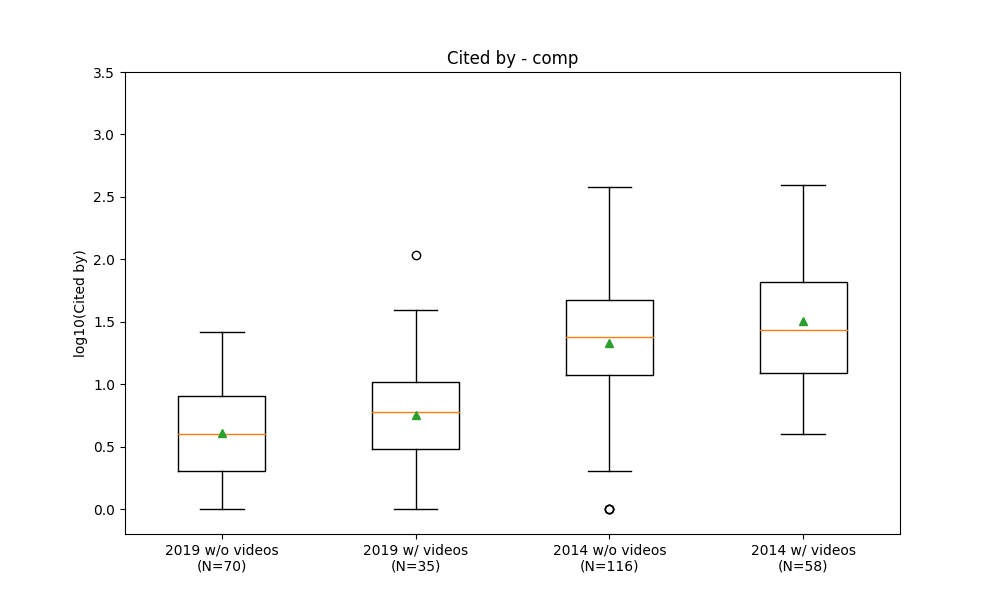 Cited by - comp
log10(Cited by)
3.5
3.0
2.5
2.0
1.5
1.0
0.5
0.0
2019 w/o videos
(N=70)
2019 w/ videos
(N=35)
2014 w/o videos
(N=116)
2014 w/ videos
(N=58)